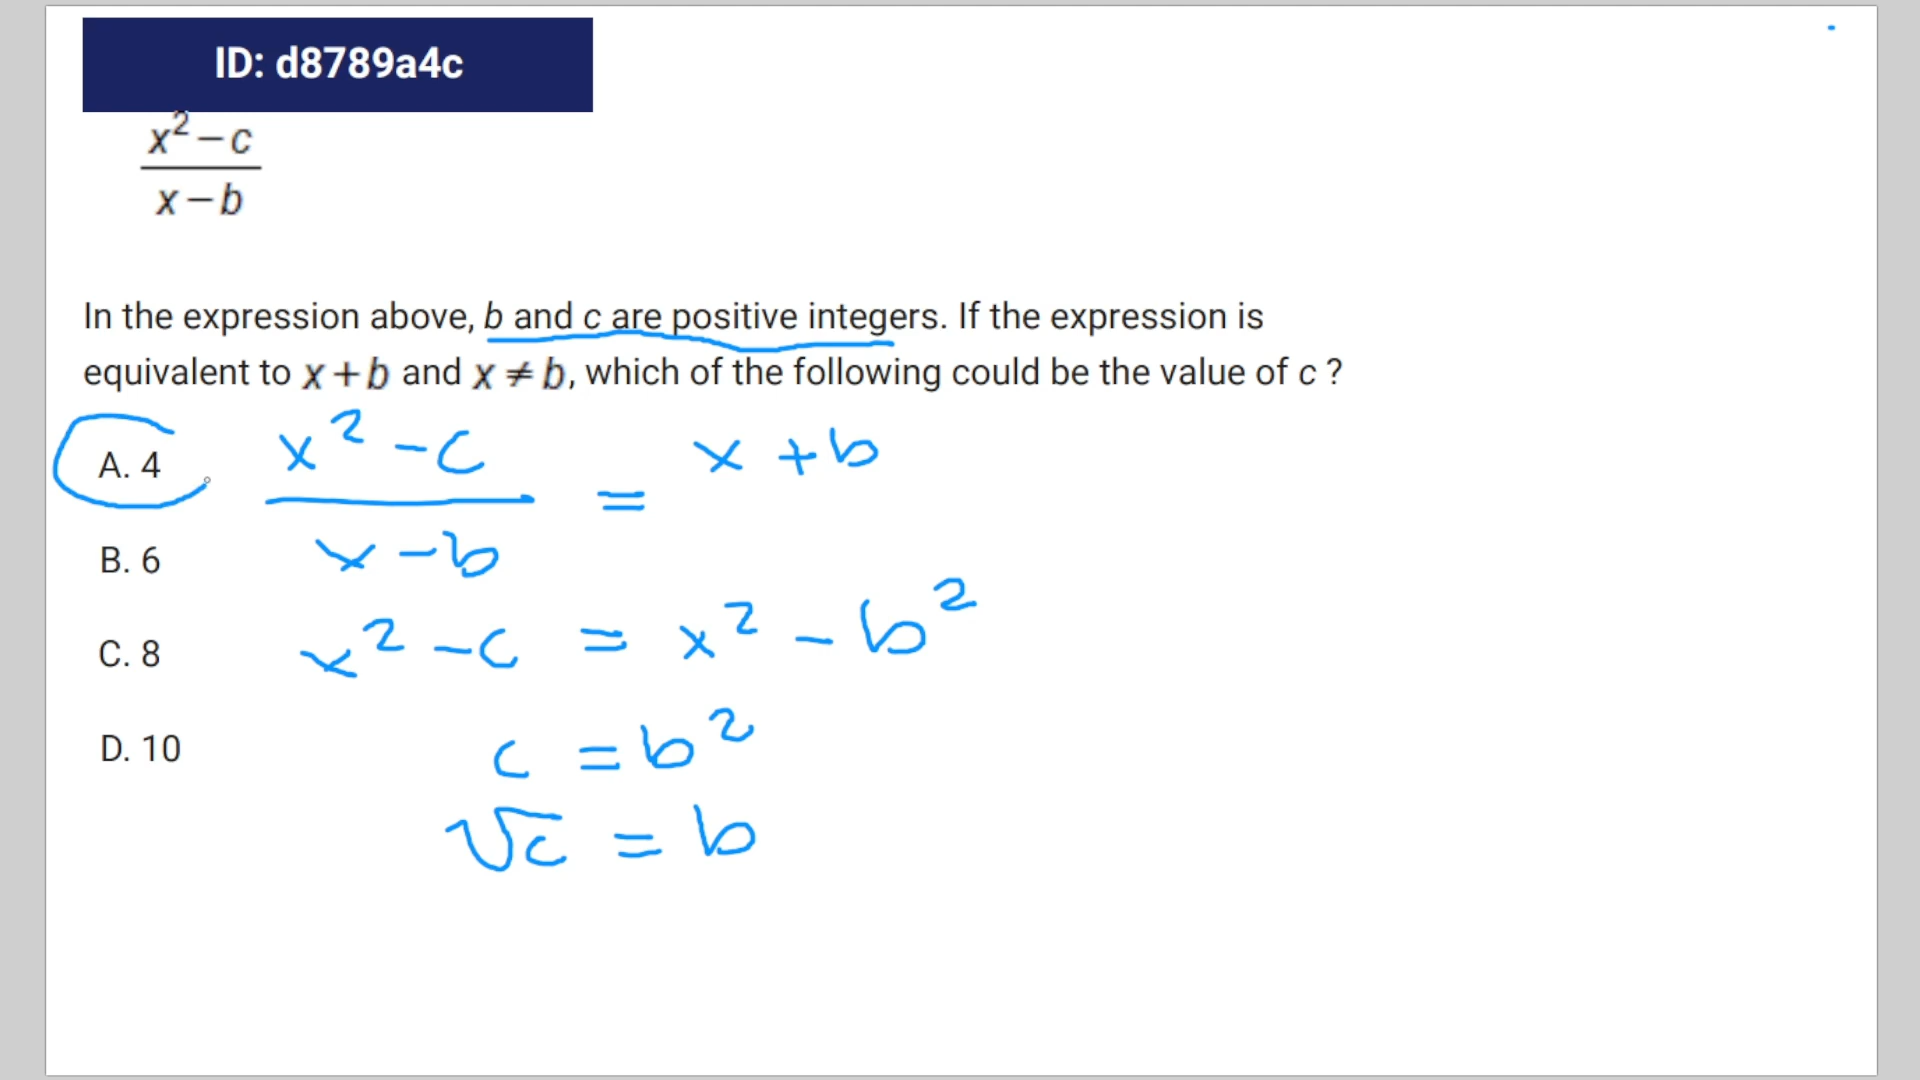 ID: d8789a4c
x² – c
x – b
In the expression above, b and c are positive integers. If the expression is
equivalent to x + b and x ≠ b, which of the following could be the value of c ?
A. 4
B. 6
C. 8
D. 10
x² - c = x + b
x - b
x² - c = x² - b²
c = b²
√c = b